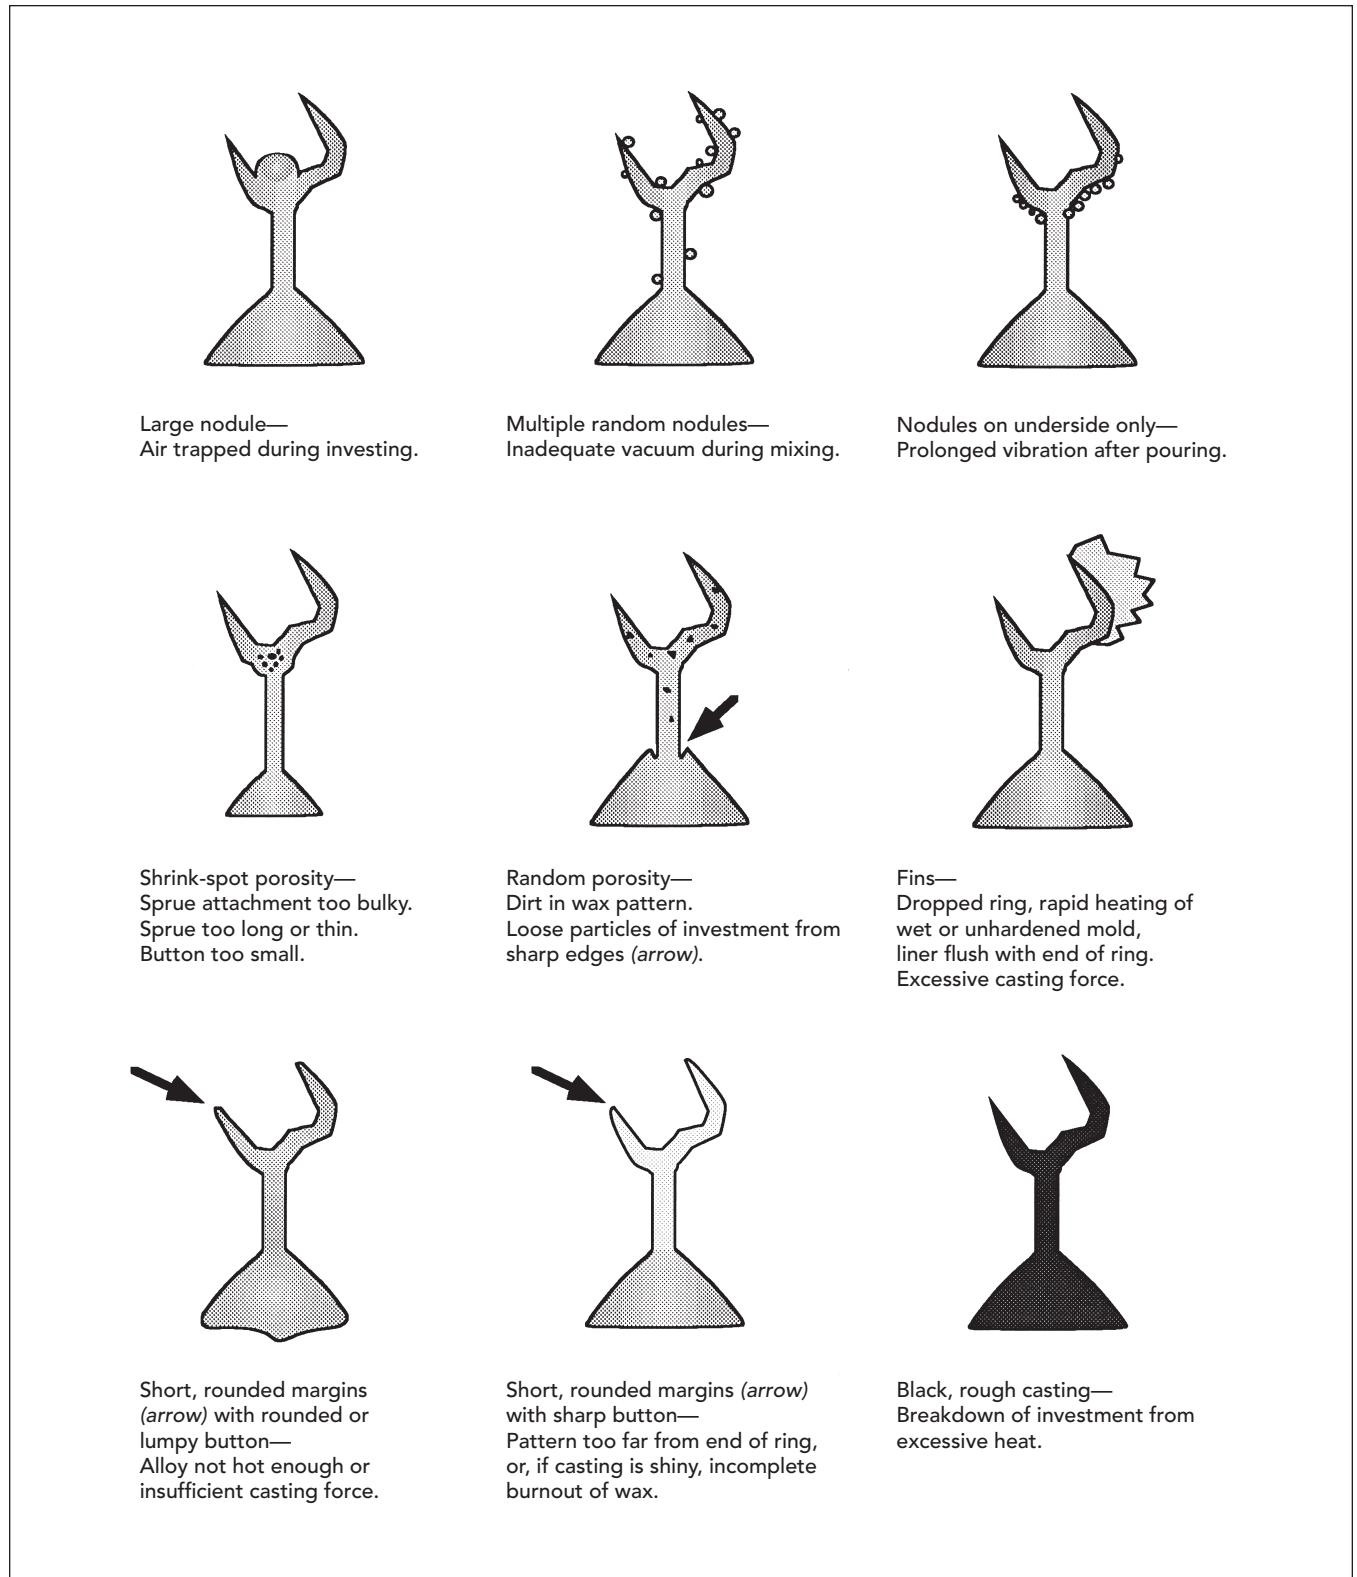 Large nodule—
Air trapped during investing.
Multiple random nodules—
Inadequate vacuum during mixing.
Nodules on underside only—
Prolonged vibration after pouring.
Shrink-spot porosity—
Sprue attachment too bulky.
Sprue too long or thin.
Button too small.
Random porosity—
Dirt in wax pattern.
Loose particles of investment from
sharp edges (arrow).
Fins—
Dropped ring, rapid heating of
wet or unhardened mold,
liner flush with end of ring.
Excessive casting force.
Short, rounded margins
(arrow) with rounded or
lumpy button—
Alloy not hot enough or
insufficient casting force.
Short, rounded margins (arrow)
with sharp button—
Pattern too far from end of ring,
or, if casting is shiny, incomplete
burnout of wax.
Black, rough casting—
Breakdown of investment from
excessive heat.